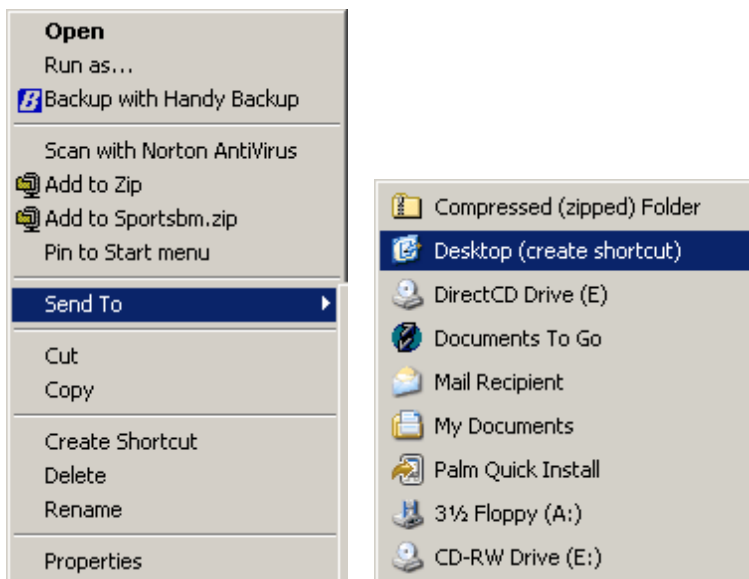 Open
Run as...
Backup with Handy Backup
Scan with Norton AntiVirus
Add to Zip
Add to Sportsbm.zip
Pin to Start menu
Send To
Cut
Copy
Create Shortcut
Delete
Rename
Properties
Compressed (zipped) Folder
Desktop (create shortcut)
DirectCD Drive (E)
Documents To Go
Mail Recipient
My Documents
Palm Quick Install
3½ Floppy (A:)
CD-RW Drive (E:)